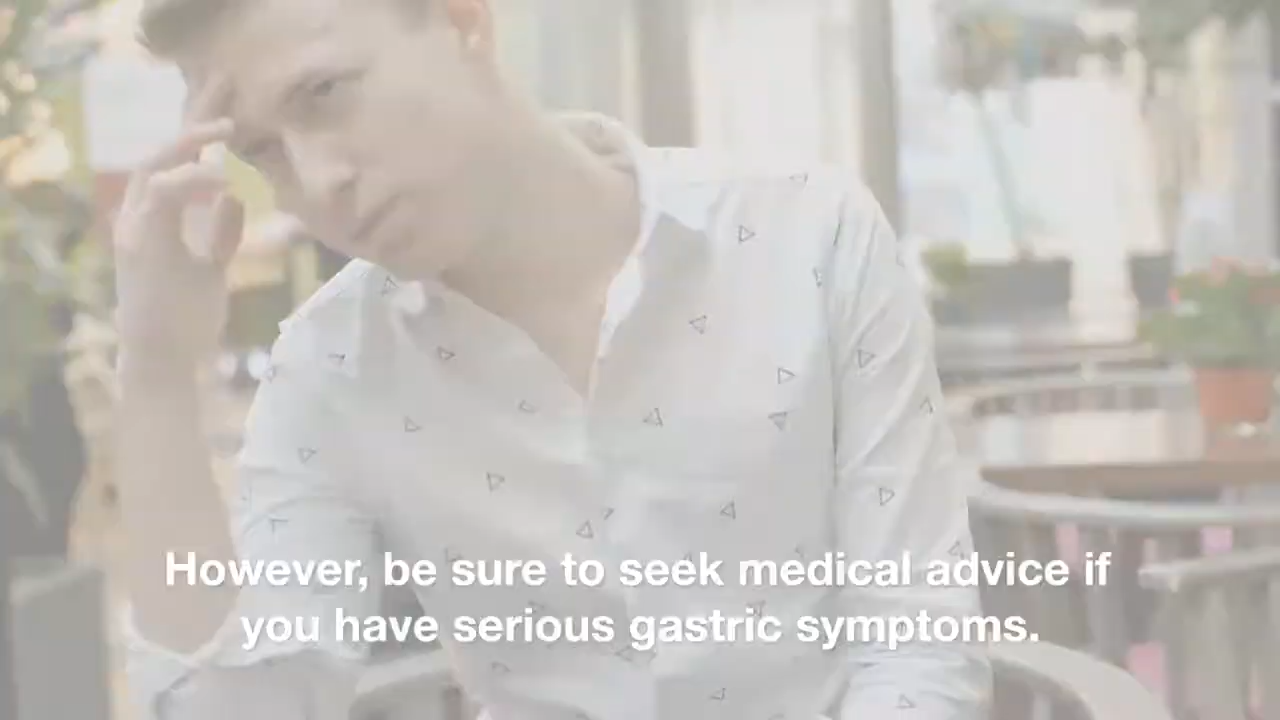 However, be sure to seek medical advice if
you have serious gastric symptoms.